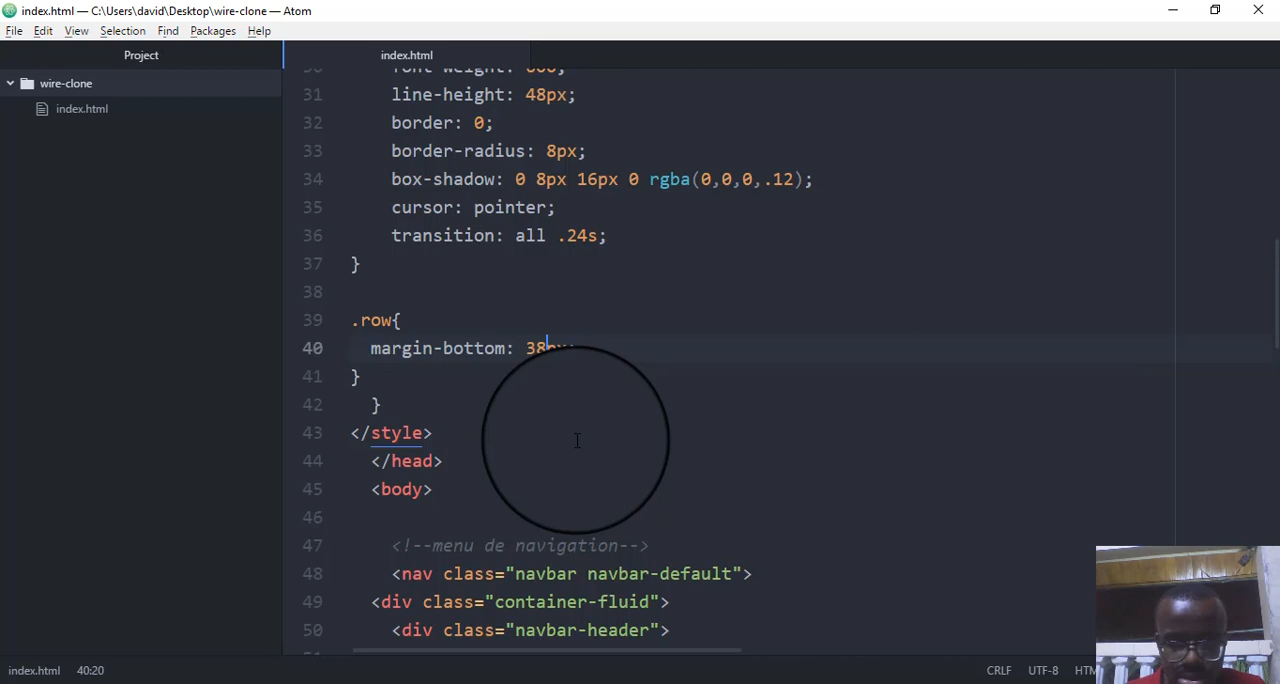 index.html — C:\Users\david\Desktop\wire-clone — Atom
File Edit View Selection Find Packages Help
Project
index.html
wire-clone
index.html
31 line-height: 48px;
32 border: 0;
33 border-radius: 8px;
34 box-shadow: 0 8px 16px 0 rgba(0,0,0,.12);
35 cursor: pointer;
36 transition: all .24s;
37 }
38
39 .row{
40 margin-bottom: 38px;
41 }
42 }
43 </style>
44 </head>
45 <body>
46
47 <!--menu de navigation-->
48 <nav class="navbar navbar-default">
49 <div class="container-fluid">
50 <div class="navbar-header">
index.html 40:20 CRLF UTF-8